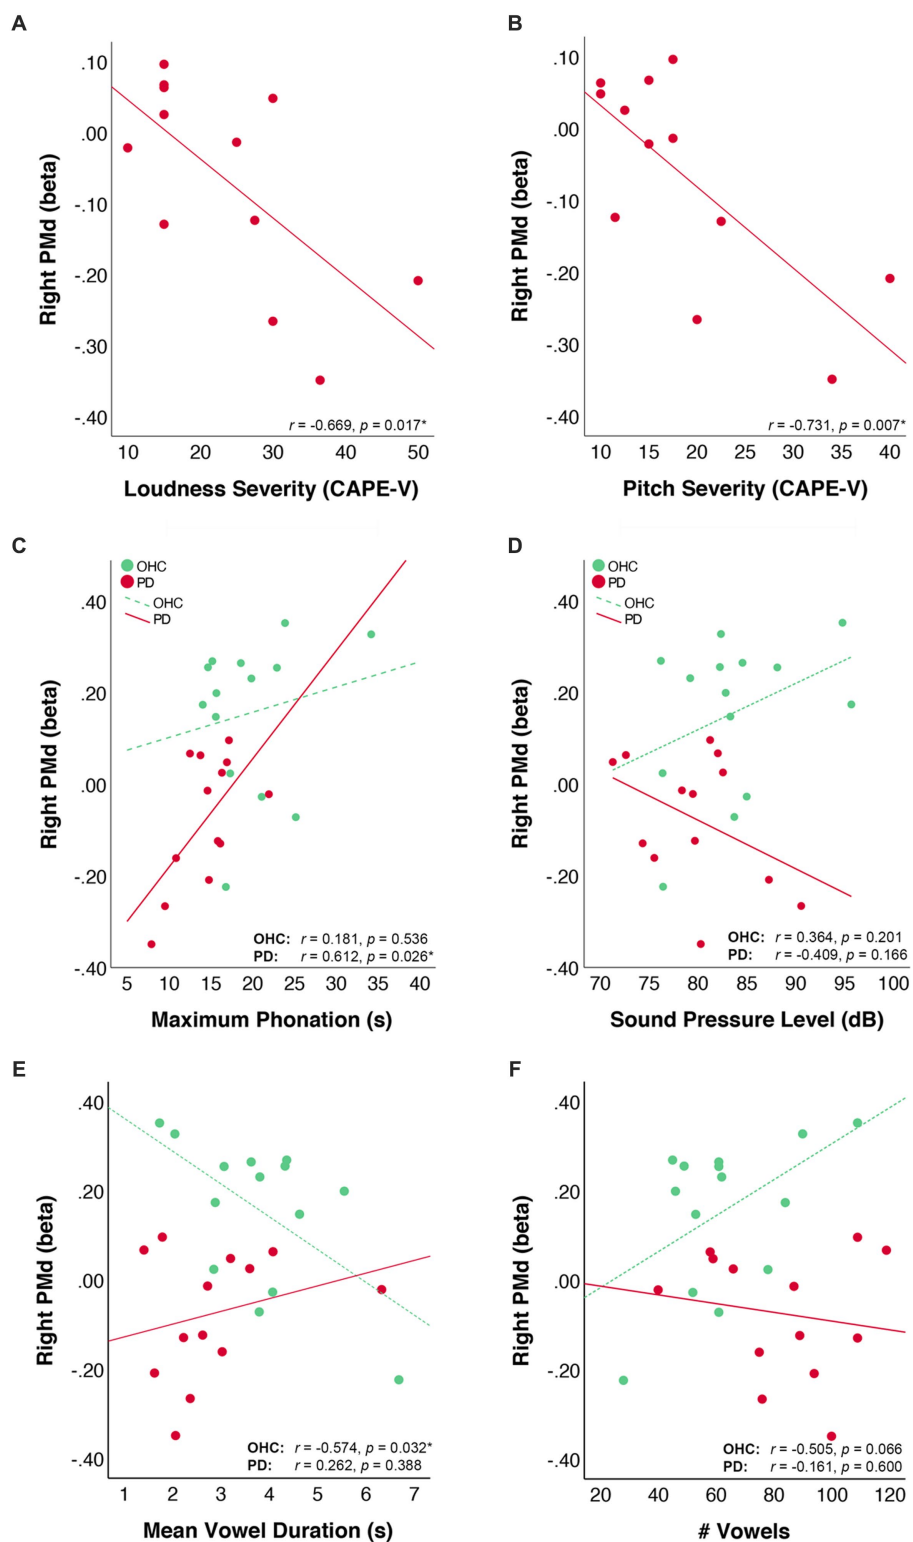 A
.10
.00
-.10
-.20
-.30
-.40
Right PMd (beta)
r = -0.669, p = 0.017*
10 20 30 40 50
Loudness Severity (CAPE-V)
B
.10
.00
-.10
-.20
-.30
-.40
Right PMd (beta)
r = -0.731, p = 0.007*
10 15 20 25 30 35 40
Pitch Severity (CAPE-V)
C
OHC
PD
OHC
PD
.40
.20
.00
-.20
-.40
Right PMd (beta)
OHC: r = 0.181, p = 0.536
PD: r = 0.612, p = 0.026*
5 10 15 20 25 30 35 40
Maximum Phonation (s)
D
OHC
PD
OHC
PD
.40
.20
.00
-.20
-.40
Right PMd (beta)
OHC: r = 0.364, p = 0.201
PD: r = -0.409, p = 0.166
70 75 80 85 90 95 100
Sound Pressure Level (dB)
E
.40
.20
.00
-.20
-.40
Right PMd (beta)
OHC: r = -0.574, p = 0.032*
PD: r = 0.262, p = 0.388
1 2 3 4 5 6 7
Mean Vowel Duration (s)
F
.40
.20
.00
-.20
-.40
Right PMd (beta)
OHC: r = -0.505, p = 0.066
PD: r = -0.161, p = 0.600
20 40 60 80 100 120
# Vowels